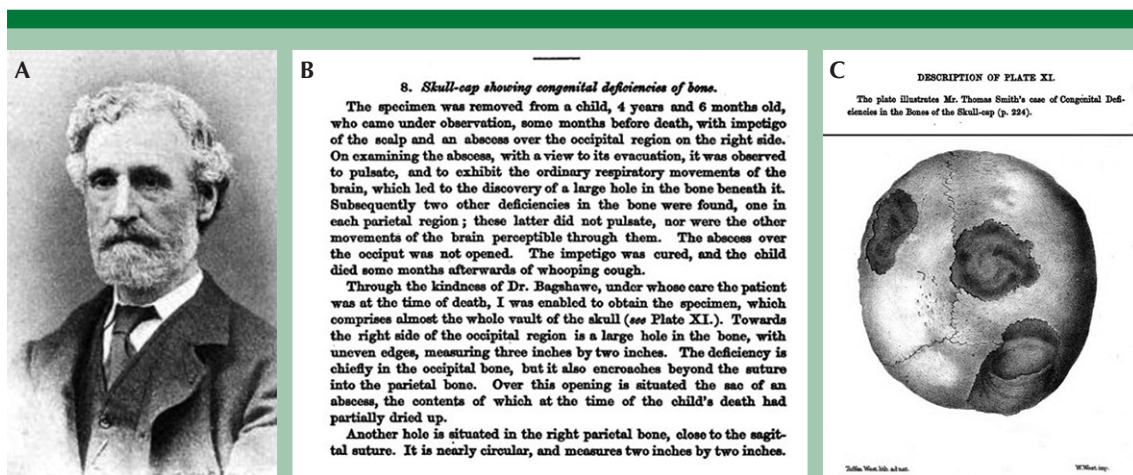 A
B
8. Skull-cap showing congenital deficiencies of bone.
The specimen was removed from a child, 4 years and 6 months old,
who came under observation, some months before death, with impetigo
of the scalp and an abscess over the occipital region on the right side.
On examining the abscess, with a view to its evacuation, it was observed
to pulsate, and to exhibit the ordinary respiratory movements of the
brain, which led to the discovery of a large hole in the bone beneath it.
Subsequently two other deficiencies in the bone were found, one in
each parietal region; these latter did not pulsate, nor were the other
movements of the brain perceptible through them. The abscess over
the occiput was not opened. The impetigo was cured, and the child
died some months afterwards of whooping cough.
Through the kindness of Dr. Bagshawe, under whose care the patient
was at the time of death, I was enabled to obtain the specimen, which
comprises almost the whole vault of the skull (see Plate XI.). Towards
the right side of the occipital region is a large hole in the bone, with
uneven edges, measuring three inches by two inches. The deficiency is
chiefly in the occipital bone, but it also encroaches beyond the suture
into the parietal bone. Over this opening is situated the sac of an
abscess, the contents of which at the time of the child's death had
partially dried up.
Another hole is situated in the right parietal bone, close to the sagit-
tal suture. It is nearly circular, and measures two inches by two inches.
C
DESCRIPTION OF PLATE XI.
The plate illustrates Mr. Thomas Smith's case of Congenital Defi-
ciencies in the Bones of the Skull-cap (p. 224).
Tuffen West lith. ad nat.
W. West imp.